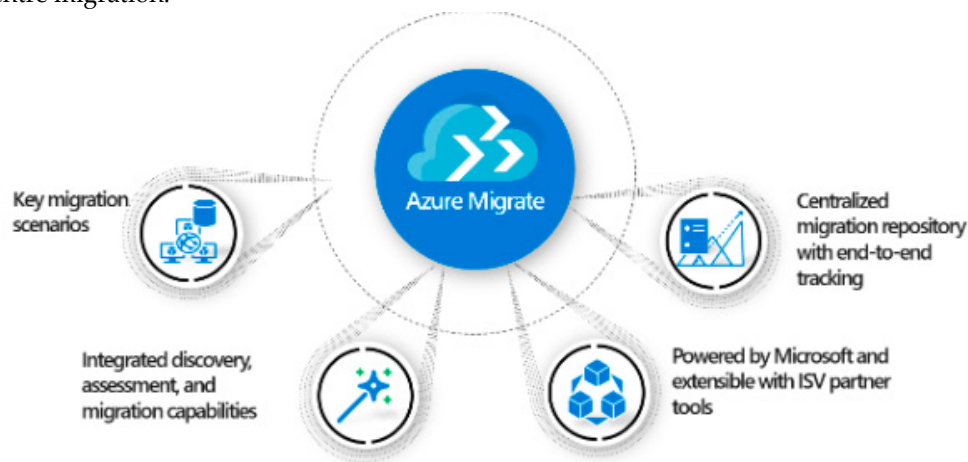 migration.
Azure Migrate
Key migration
scenarios
Centralized
migration repository
with end-to-end
tracking
Integrated discovery,
assessment, and
migration capabilities
Powered by Microsoft and
extensible with ISV partner
tools